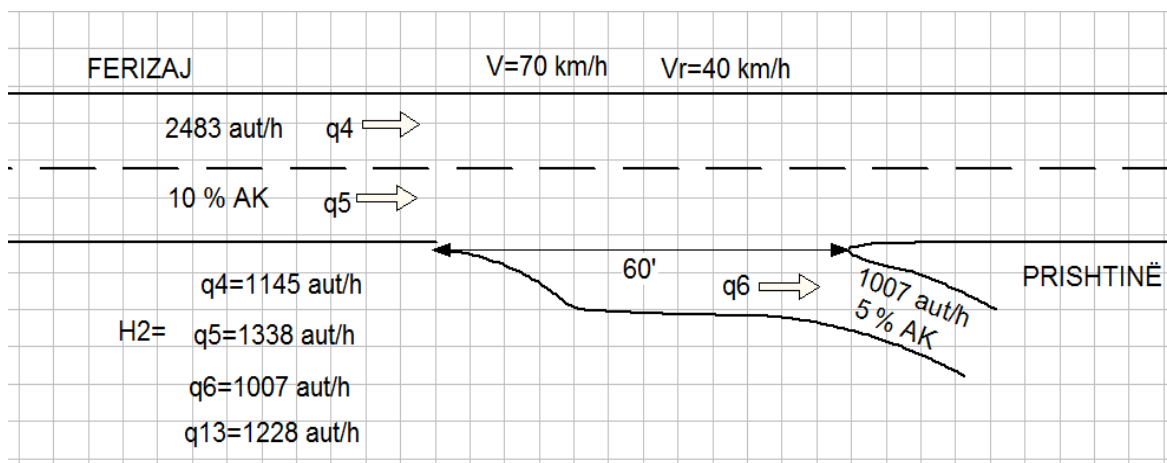 FERIZAJ
V=70 km/h
Vr=40 km/h
2483 aut/h
q4
10 % AK
q5
60'
q6
1007 aut/h
5 % AK
PRISHTINË
q4=1145 aut/h
H2=
q5=1338 aut/h
q6=1007 aut/h
q13=1228 aut/h